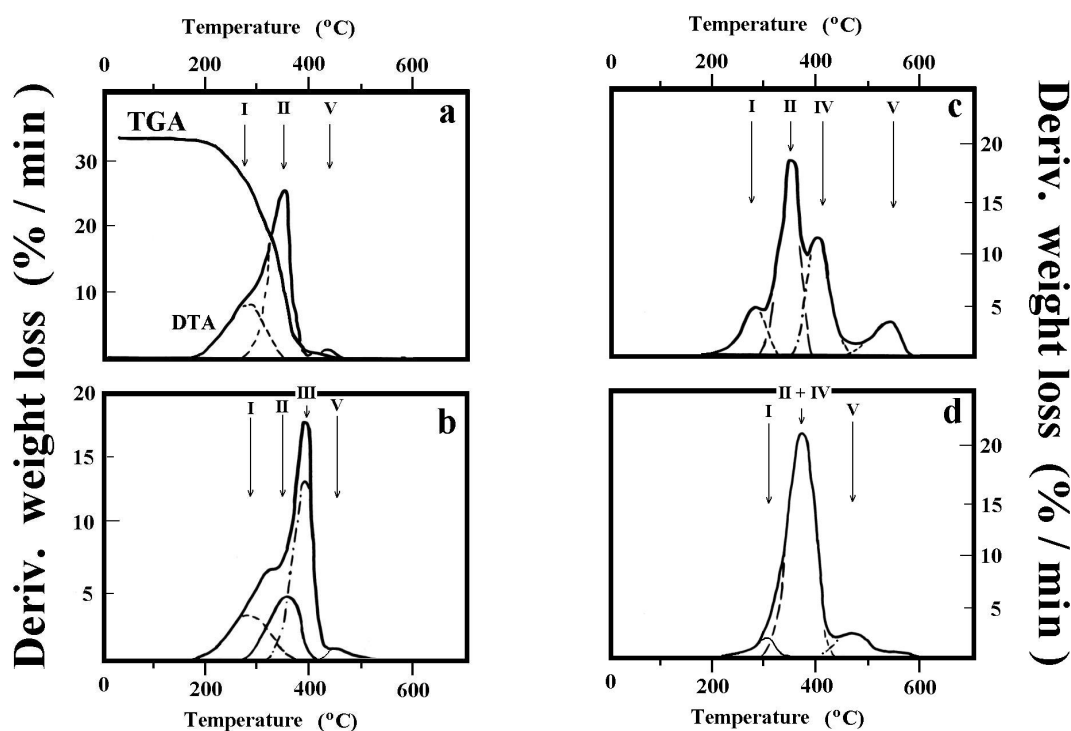 Temperature (°C)
0 200 400 600
Deriv. weight loss (% / min)
a
I II V
TGA
30
20
10
DTA
b
20
15
10
5
I II III V
0 200 400 600
Temperature (°C)
Temperature (°C)
0 200 400 600
c
I II IV V
20
15
10
5
d
II + IV
I V
20
15
10
5
0 200 400 600
Temperature (°C)
Deriv. weight loss (% / min)